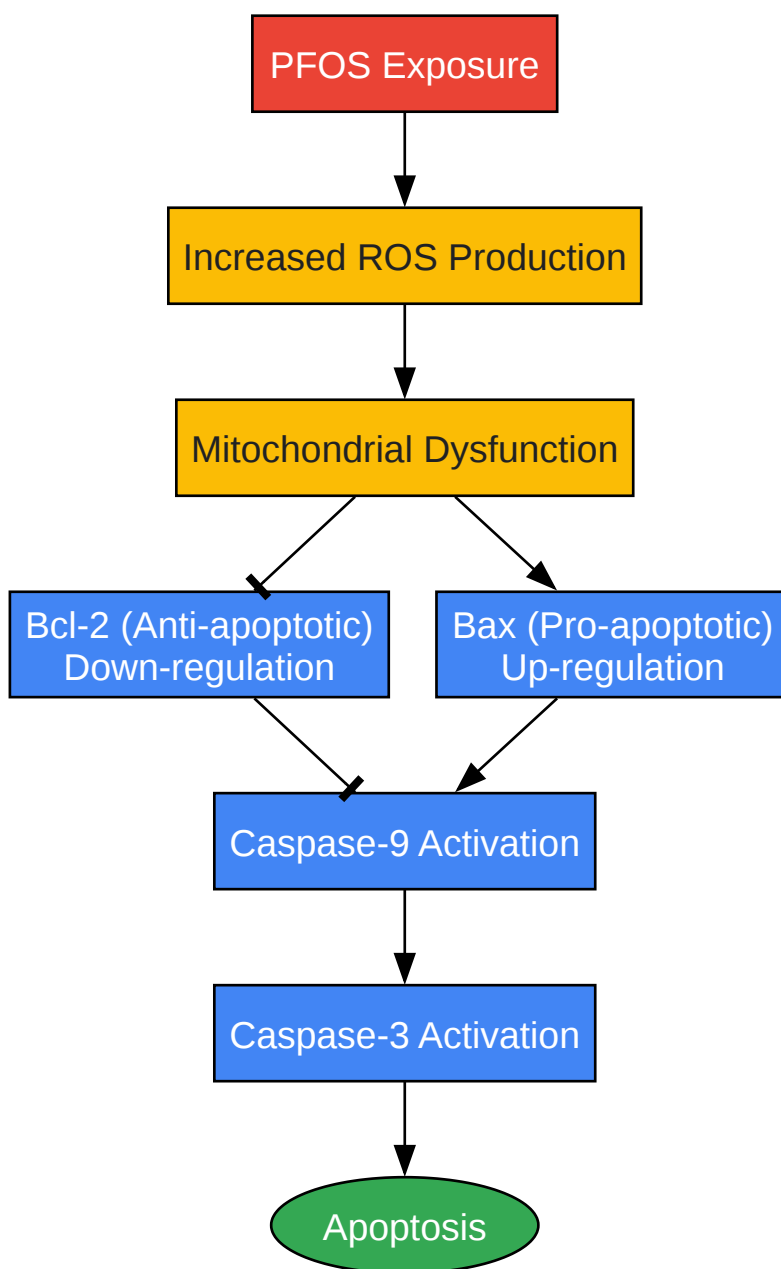 PFOS Exposure
Increased ROS Production
Mitochondrial Dysfunction
Bcl-2 (Anti-apoptotic)
Down-regulation
Bax (Pro-apoptotic)
Up-regulation
Caspase-9 Activation
Caspase-3 Activation
Apoptosis